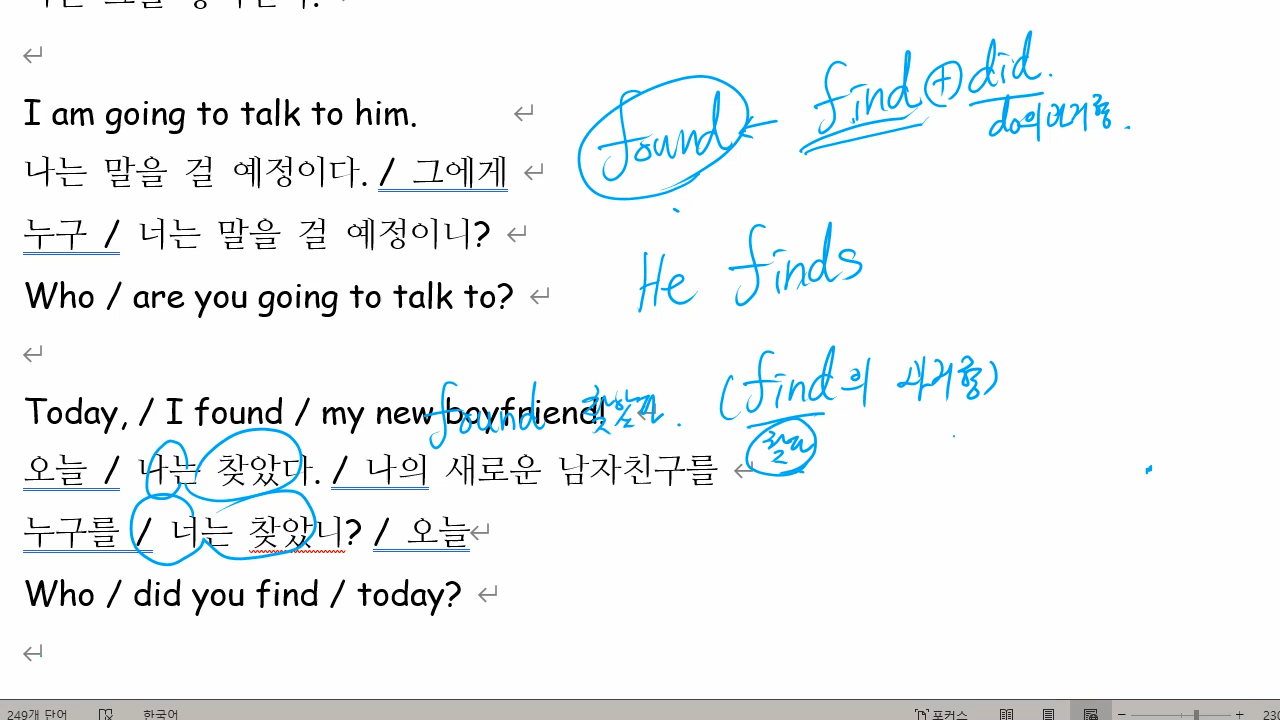 I am going to talk to him.
나는 말을 걸 예정이다. / 그에게
누구 / 너는 말을 걸 예정이니?
Who / are you going to talk to?
Today, / I found / my new boyfriend!
오늘 / 나는 찾았다. / 나의 새로운 남자친구를
누구를 / 너는 찾았니? / 오늘
Who / did you find / today?
found ← find + did.
do의 과거형.
He finds
found 찾았다. (find의 과거형)
찾다
249개 단어 한국어 포커스